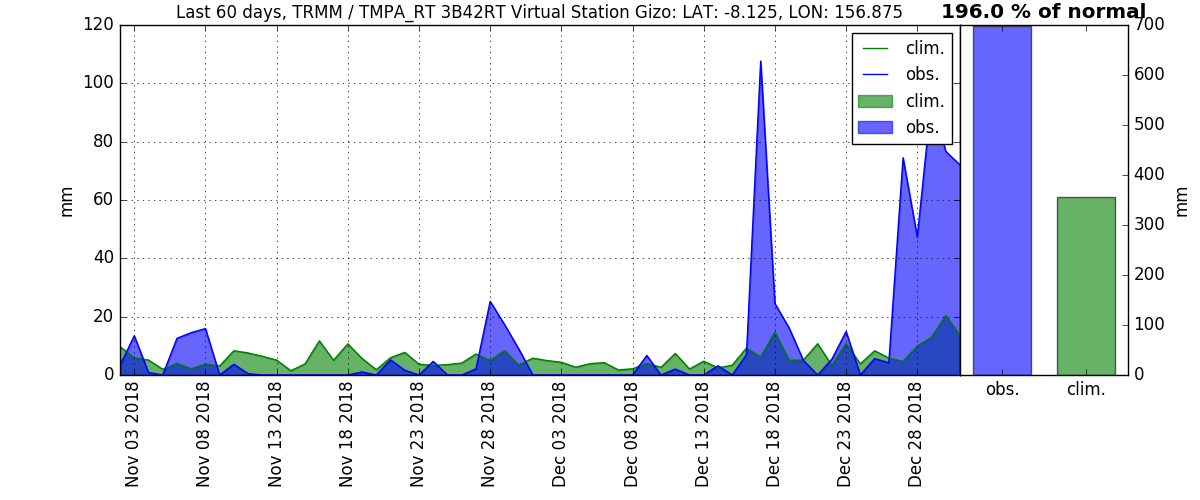 Last 60 days, TRMM / TMPA_RT 3B42RT Virtual Station Gizo: LAT: -8.125, LON: 156.875
196.0 % of normal
120
100
80
60
40
20
0
mm
clim.
obs.
clim.
obs.
700
600
500
400
300
200
100
0
mm
obs.
clim.
Nov 03 2018
Nov 08 2018
Nov 13 2018
Nov 18 2018
Nov 23 2018
Nov 28 2018
Dec 03 2018
Dec 08 2018
Dec 13 2018
Dec 18 2018
Dec 23 2018
Dec 28 2018